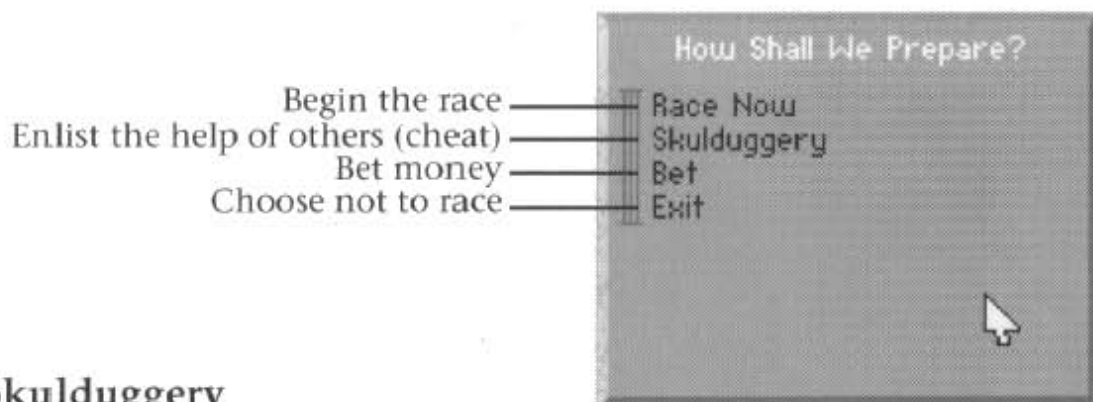 How Shall We Prepare?
Begin the race Race Now
Enlist the help of others (cheat) Skulduggery
Bet money Bet
Choose not to race Exit
Skulduggery